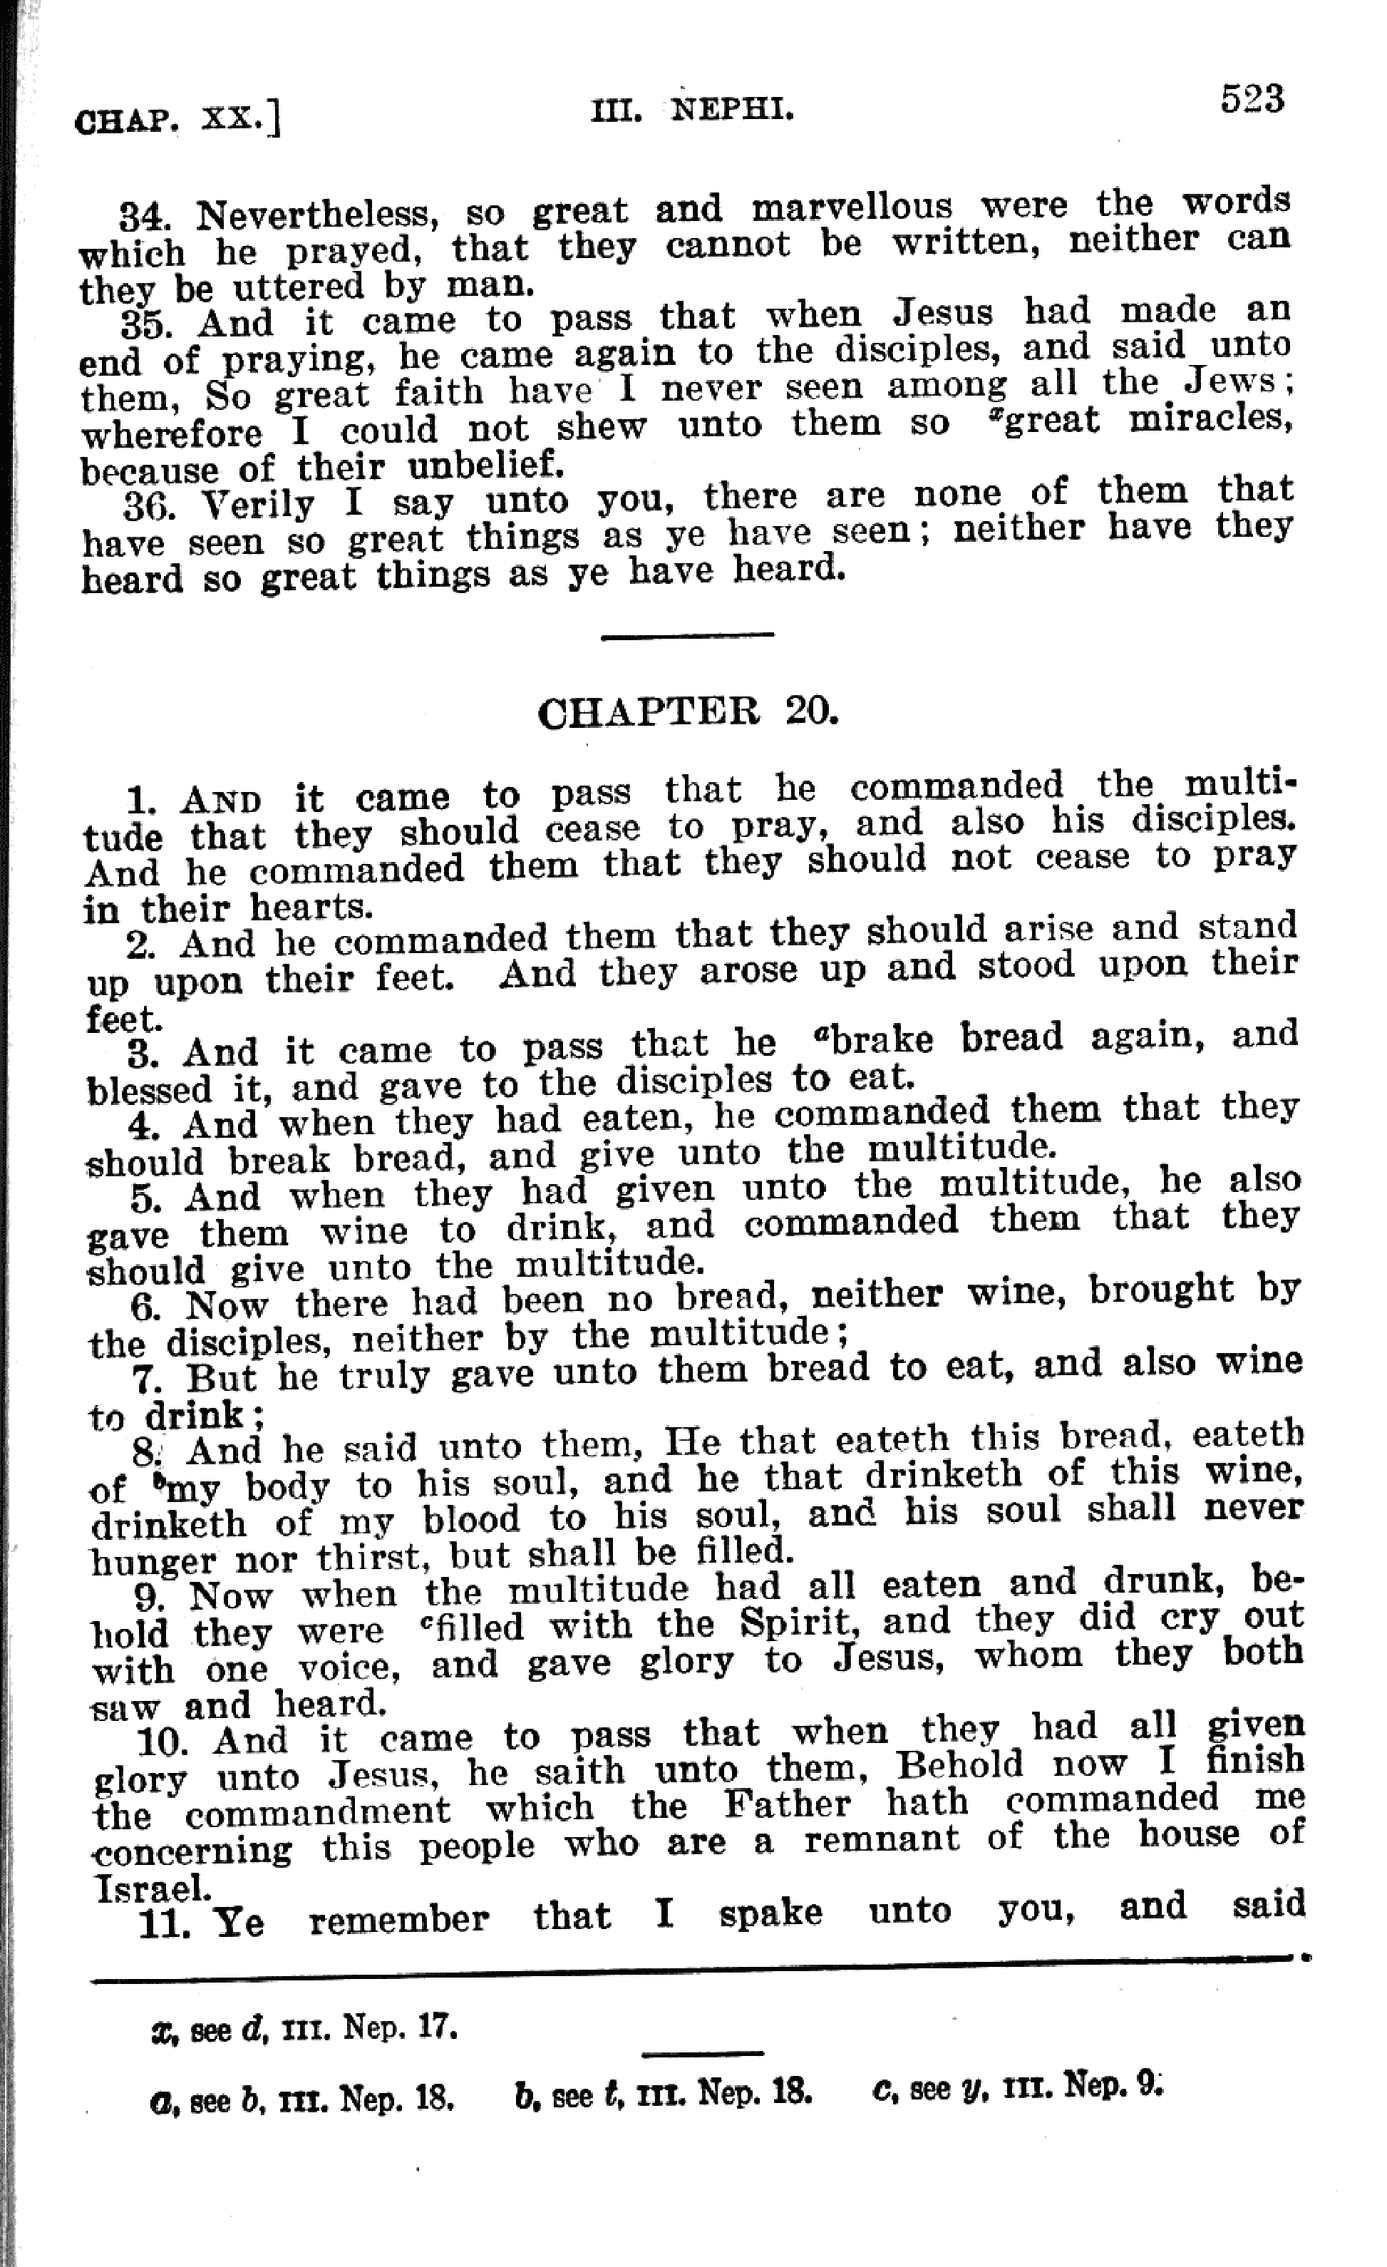 CHAP. XX.] III. NEPHI. 523
34. Nevertheless, so great and marvellous were the words
which he prayed, that they cannot be written, neither can
they be uttered by man.
35. And it came to pass that when Jesus had made an
end of praying, he came again to the disciples, and said unto
them, So great faith have I never seen among all the Jews;
wherefore I could not shew unto them so xgreat miracles,
because of their unbelief.
36. Verily I say unto you, there are none of them that
have seen so great things as ye have seen; neither have they
heard so great things as ye have heard.
CHAPTER 20.
1. AND it came to pass that he commanded the multi-
tude that they should cease to pray, and also his disciples.
And he commanded them that they should not cease to pray
in their hearts.
2. And he commanded them that they should arise and stand
up upon their feet. And they arose up and stood upon their
feet.
3. And it came to pass that he abrake bread again, and
blessed it, and gave to the disciples to eat.
4. And when they had eaten, he commanded them that they
should break bread, and give unto the multitude.
5. And when they had given unto the multitude, he also
gave them wine to drink, and commanded them that they
should give unto the multitude.
6. Now there had been no bread, neither wine, brought by
the disciples, neither by the multitude;
7. But he truly gave unto them bread to eat, and also wine
to drink;
8. And he said unto them, He that eateth this bread, eateth
of bmy body to his soul, and he that drinketh of this wine,
drinketh of my blood to his soul, and his soul shall never
hunger nor thirst, but shall be filled.
9. Now when the multitude had all eaten and drunk, be-
hold they were cfilled with the Spirit, and they did cry out
with one voice, and gave glory to Jesus, whom they both
saw and heard.
10. And it came to pass that when they had all given
glory unto Jesus, he saith unto them, Behold now I finish
the commandment which the Father hath commanded me
concerning this people who are a remnant of the house of
Israel.
11. Ye remember that I spake unto you, and said
x, see d, III. Nep. 17.
a, see b, III. Nep. 18. b, see t, III. Nep. 18. c, see y, III. Nep. 9.